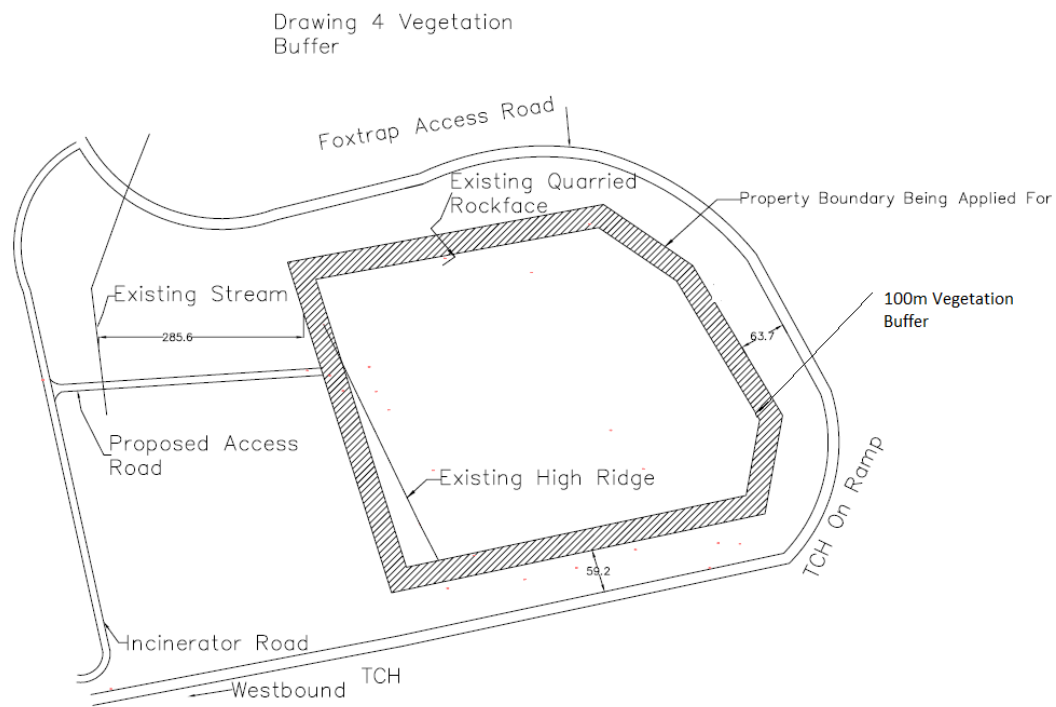 Drawing 4 Vegetation
Buffer
Foxtrap Access Road
Existing Quarried
Rockface
Property Boundary Being Applied For
Existing Stream
285.6
100m Vegetation
Buffer
63.7
Proposed Access
Road
Existing High Ridge
TCH On Ramp
59.2
Incinerator Road
TCH
Westbound